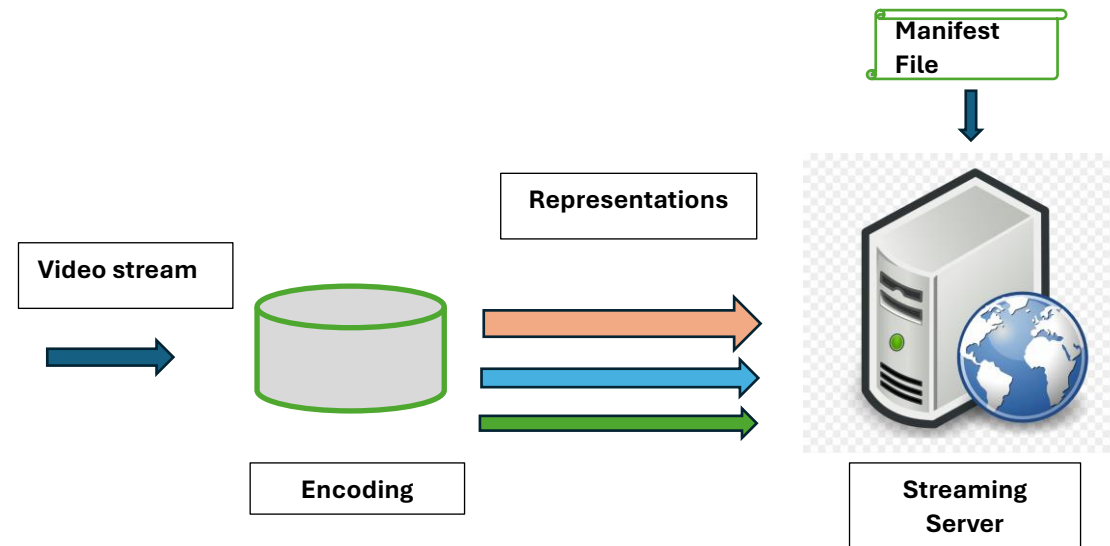 Manifest
File
Representations
Video stream
Encoding
Streaming
Server